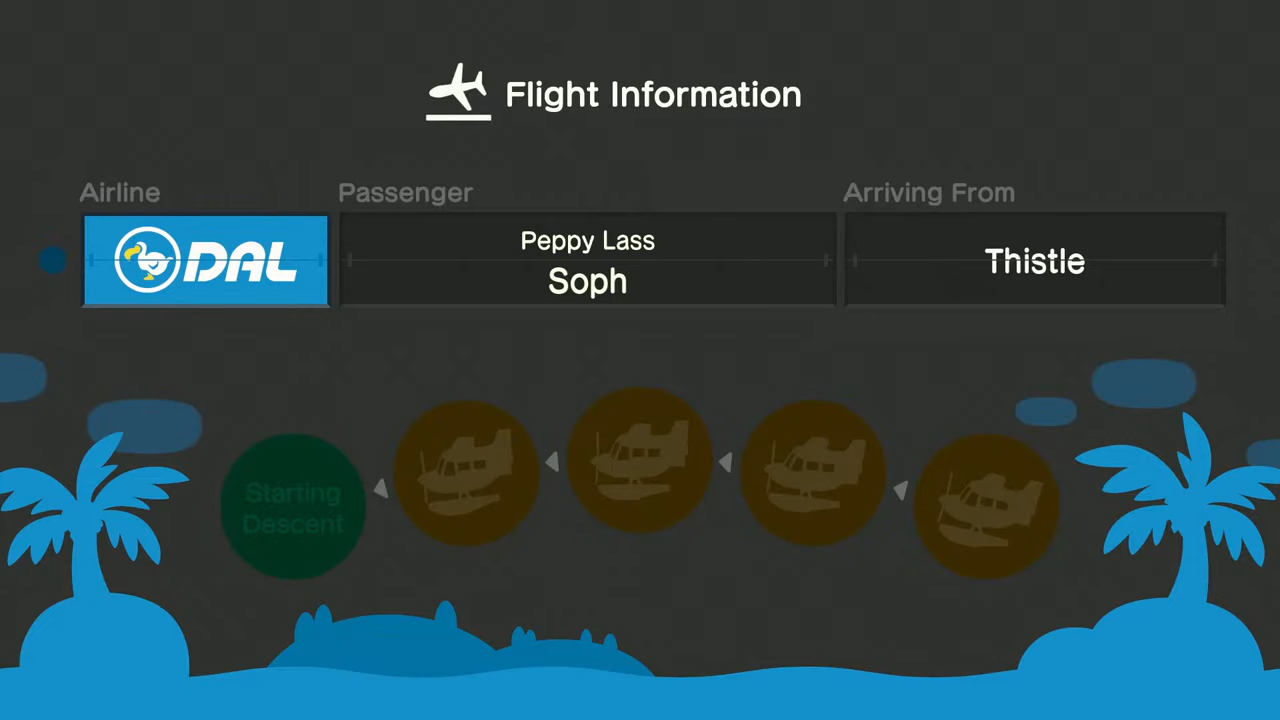 Flight Information
Airline
Passenger
Arriving From
DAL
Peppy Lass
Soph
Thistle
Starting
Descent